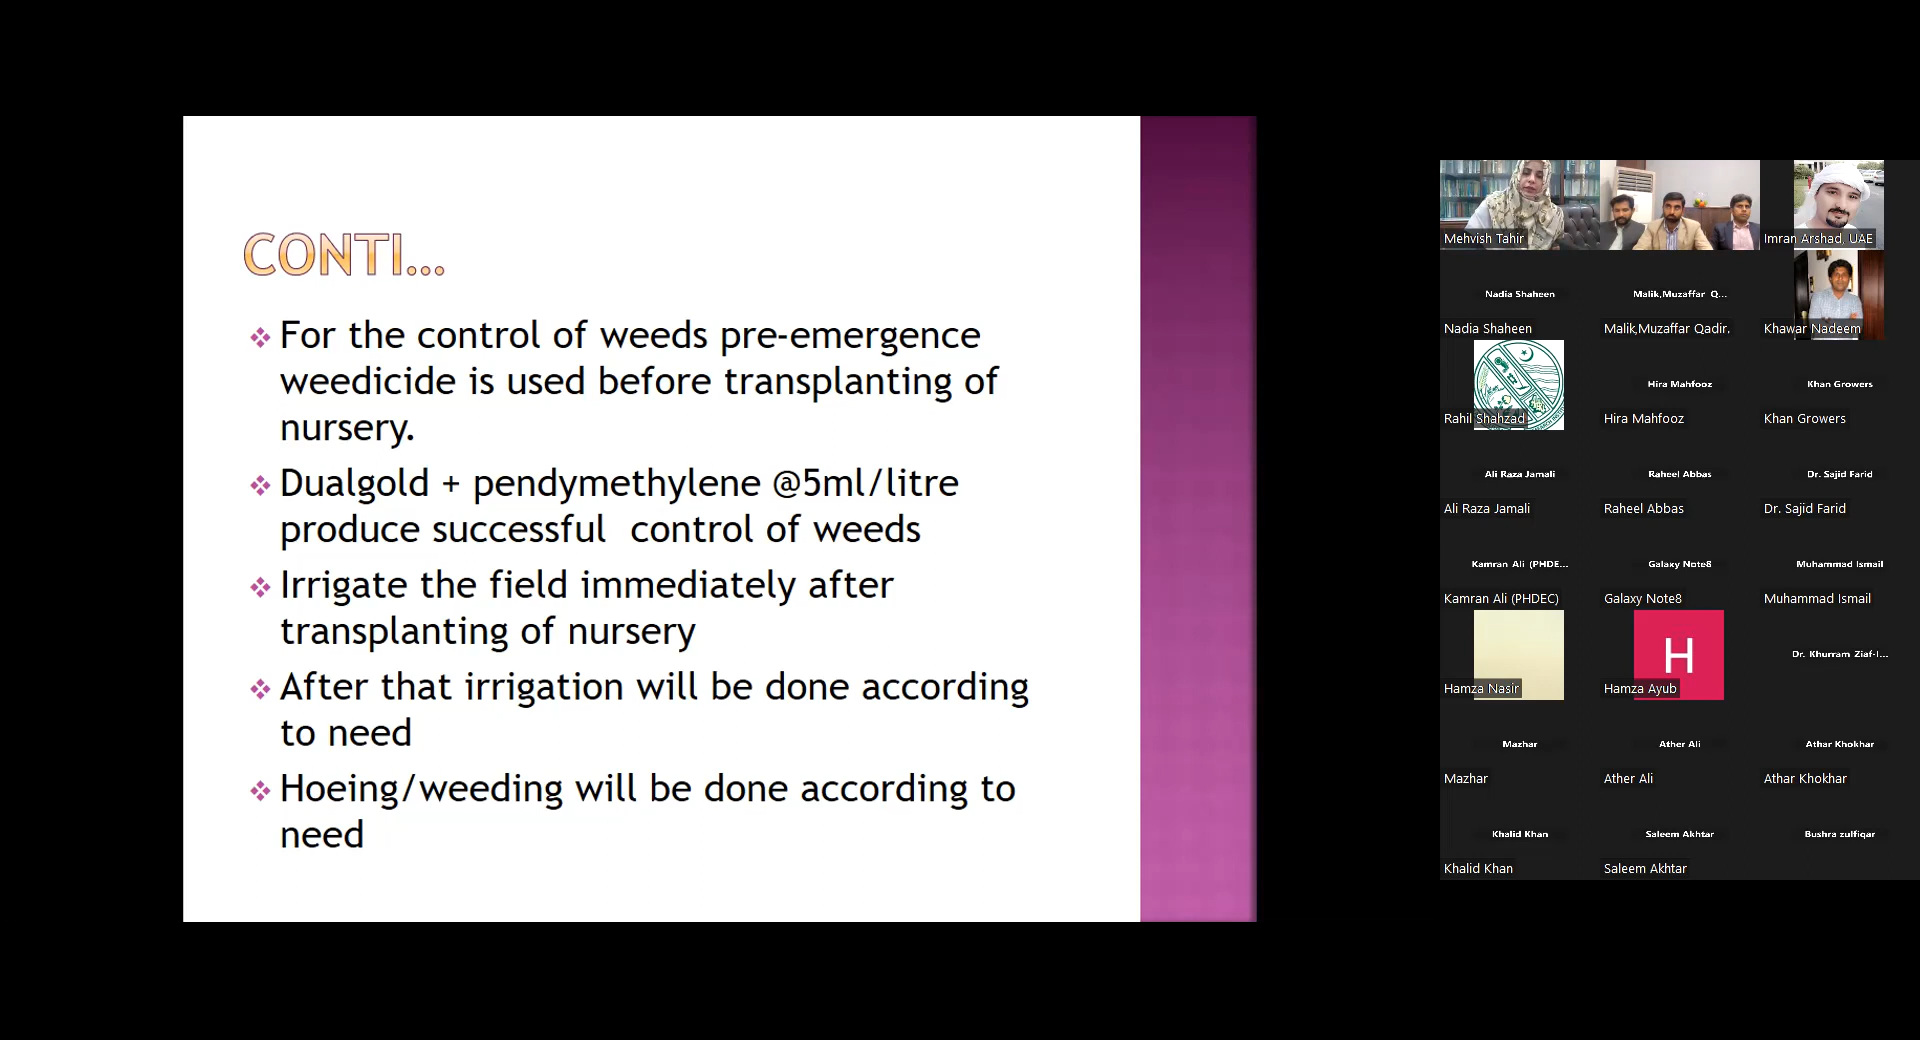 CONTI...
For the control of weeds pre-emergence
weedicide is used before transplanting of
nursery.
Dualgold + pendymethylene @5ml/litre
produce successful control of weeds
Irrigate the field immediately after
transplanting of nursery
After that irrigation will be done according
to need
Hoeing/weeding will be done according to
need
Mehvish Tahir
Imran Arshad, UAE
Nadia Shaheen
Malik,Muzaffar Q...
Nadia Shaheen
Malik,Muzaffar Qadir.
Khawar Nadeem
Hira Mahfooz
Khan Growers
Rahil Shahzad
Hira Mahfooz
Khan Growers
Ali Raza Jamali
Raheel Abbas
Dr. Sajid Farid
Ali Raza Jamali
Raheel Abbas
Dr. Sajid Farid
Kamran Ali (PHDE...
Galaxy Note8
Muhammad Ismail
Kamran Ali (PHDEC)
Galaxy Note8
Muhammad Ismail
H
Dr. Khurram Ziaf-I...
Hamza Nasir
Hamza Ayub
Mazhar
Ather Ali
Athar Khokhar
Mazhar
Ather Ali
Athar Khokhar
Khalid Khan
Saleem Akhtar
Bushra zulfiqar
Khalid Khan
Saleem Akhtar